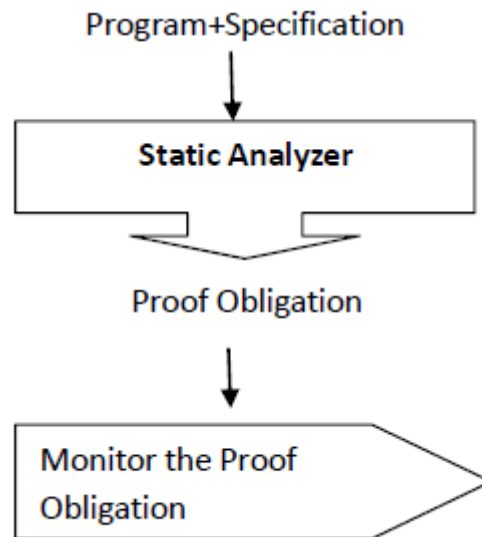 Program+Specification
Static Analyzer
Proof Obligation
Monitor the Proof
Obligation